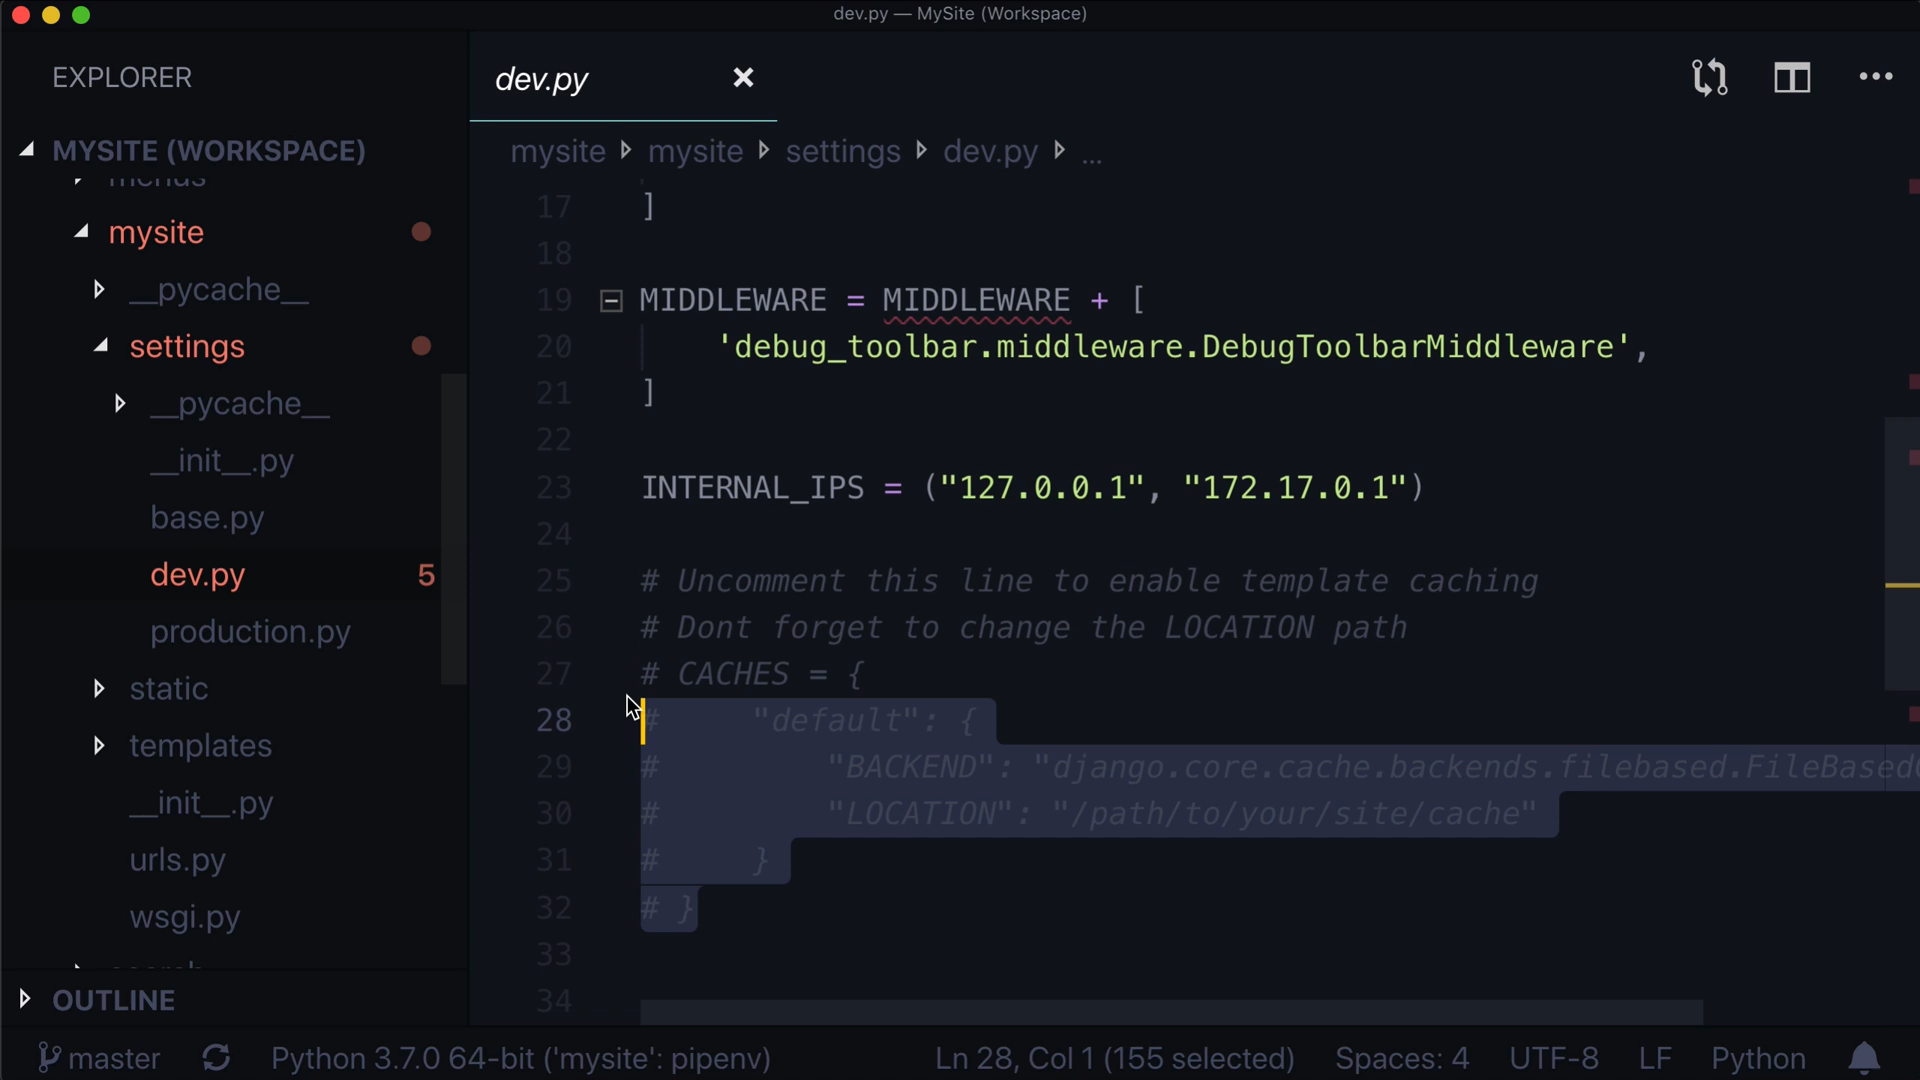 dev.py — MySite (Workspace)
EXPLORER
MYSITE (WORKSPACE)
menus
mysite
__pycache__
settings
__pycache__
__init__.py
base.py
dev.py 5
production.py
static
templates
__init__.py
urls.py
wsgi.py
OUTLINE
dev.py
mysite mysite settings dev.py ...
17 ]
18
19 MIDDLEWARE = MIDDLEWARE + [
20 'debug_toolbar.middleware.DebugToolbarMiddleware',
21 ]
22
23 INTERNAL_IPS = ("127.0.0.1", "172.17.0.1")
24
25 # Uncomment this line to enable template caching
26 # Dont forget to change the LOCATION path
27 # CACHES = {
28 # "default": {
29 # "BACKEND": "django.core.cache.backends.filebased.FileBased
30 # "LOCATION": "/path/to/your/site/cache"
31 # }
32 # }
33
34
master Python 3.7.0 64-bit ('mysite': pipenv) Ln 28, Col 1 (155 selected) Spaces: 4 UTF-8 LF Python